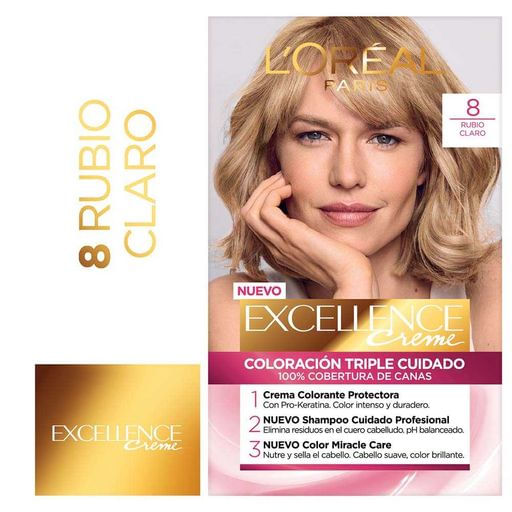 8 RUBIO
CLARO
EXCELLENCE
Creme
L'ORÉAL
PARIS
8
RUBIO
CLARO
NUEVO
EXCELLENCE
Creme
COLORACIÓN TRIPLE CUIDADO
100% COBERTURA DE CANAS
1 Crema Colorante Protectora
Con Pro-Keratina. Color intenso y duradero.
2 NUEVO Shampoo Cuidado Profesional
Elimina residuos en el cuero cabelludo. pH balanceado.
3 NUEVO Color Miracle Care
Nutre y sella el cabello. Cabello suave, color brillante.